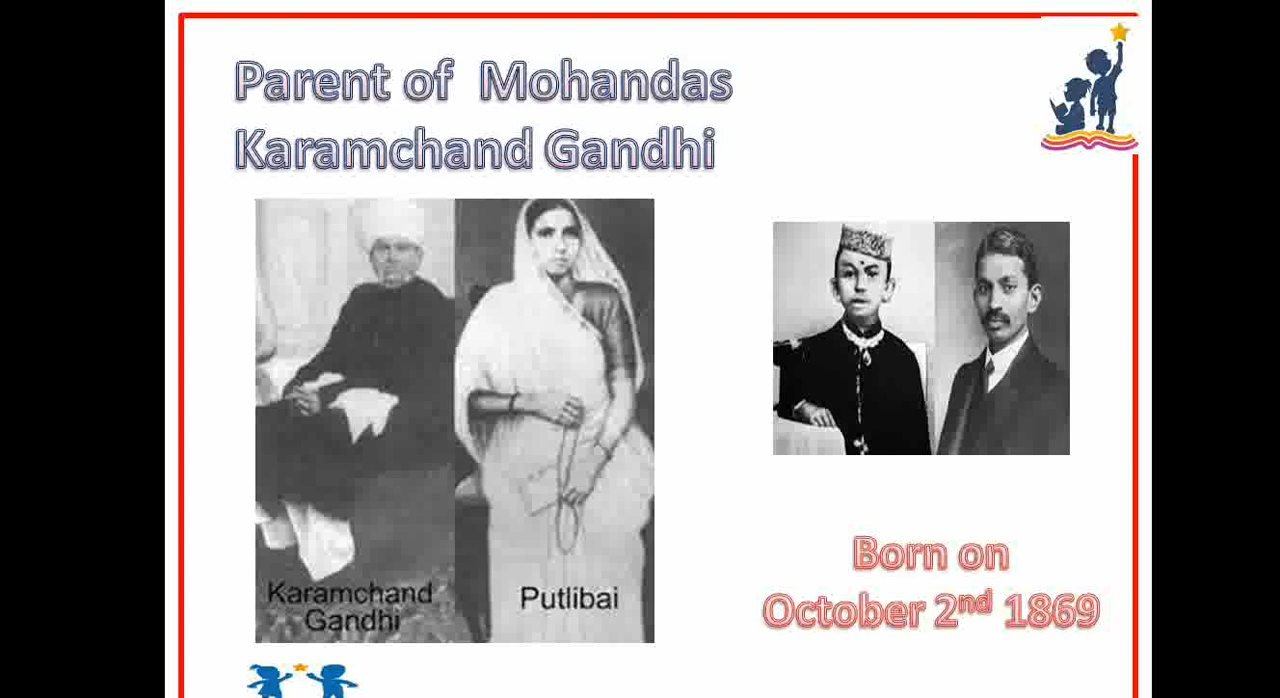 Parent of Mohandas
Karamchand Gandhi
Karamchand
Gandhi
Putlibai
Born on
October 2nd 1869